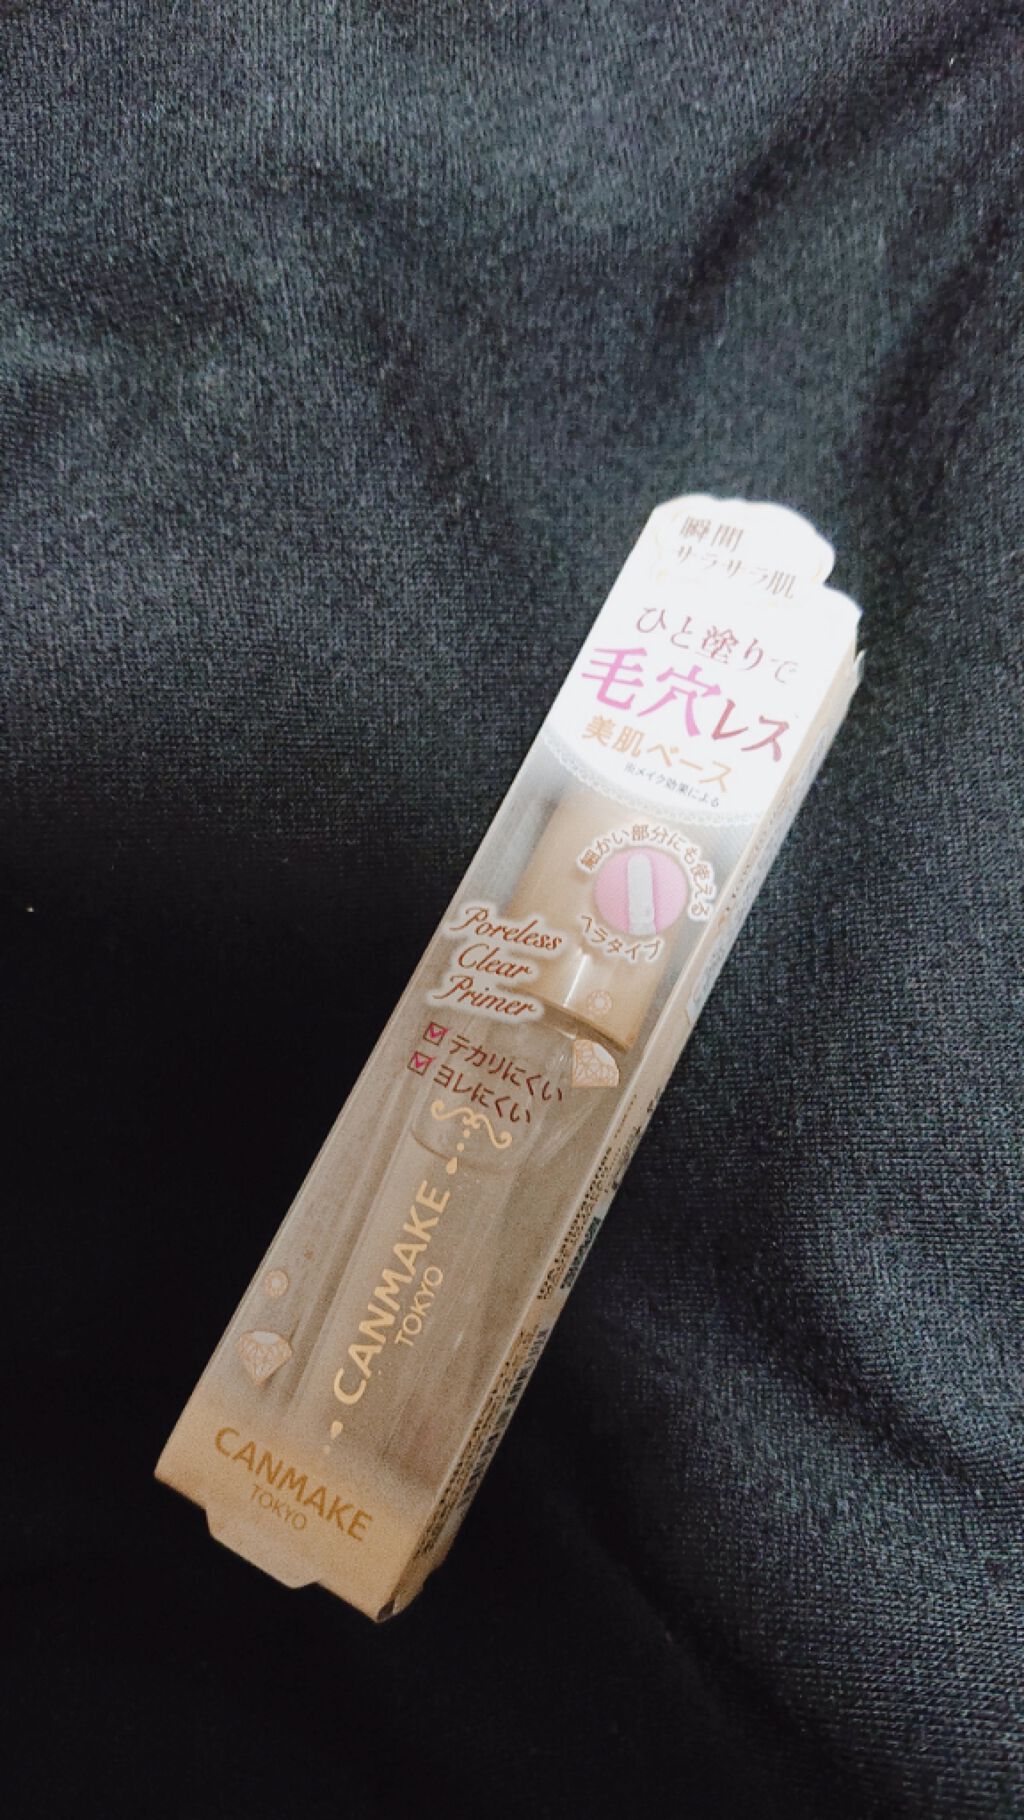 瞬間
サラサラ肌
ひと塗りで
毛穴レス
美肌ベース
※メイク効果による
細かい部分にも使える
ヘラタイプ
Poreless
Clear
Primer
テカりにくい
ヨレにくい
CANMAKE
TOKYO
CANMAKE
TOKYO